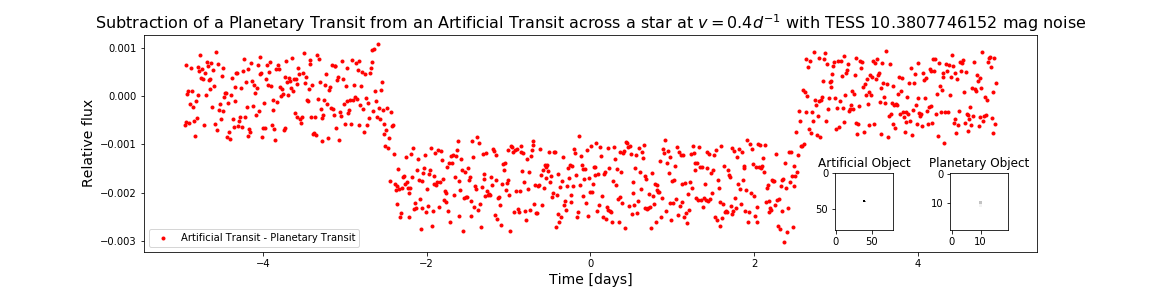 Subtraction of a Planetary Transit from an Artificial Transit across a star at v = 0.4d⁻¹ with TESS 10.3807746152 mag noise
Relative flux
0.001
0.000
−0.001
−0.002
−0.003
Artificial Transit - Planetary Transit
Artificial Object
0
50
0 50
Planetary Object
0
10
0 10
−4 −2 0 2 4
Time [days]